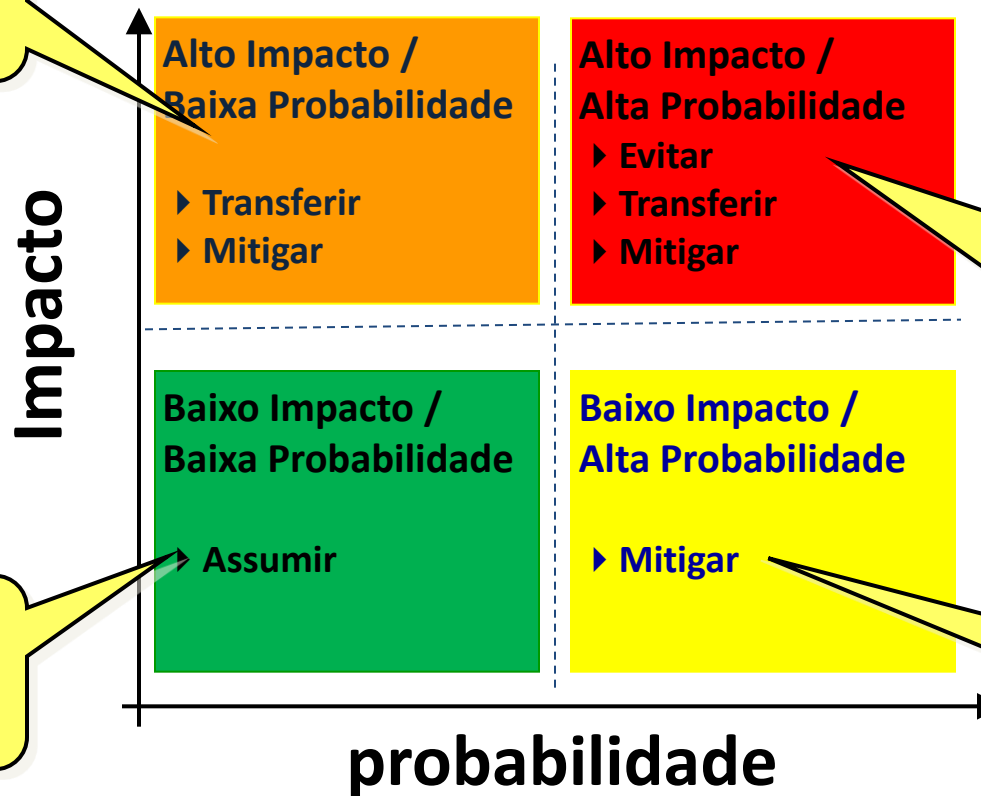 Impacto
Alto Impacto /
Baixa Probabilidade
Transferir
Mitigar
Alto Impacto /
Alta Probabilidade
Evitar
Transferir
Mitigar
Baixo Impacto /
Baixa Probabilidade
Assumir
Baixo Impacto /
Alta Probabilidade
Mitigar
probabilidade